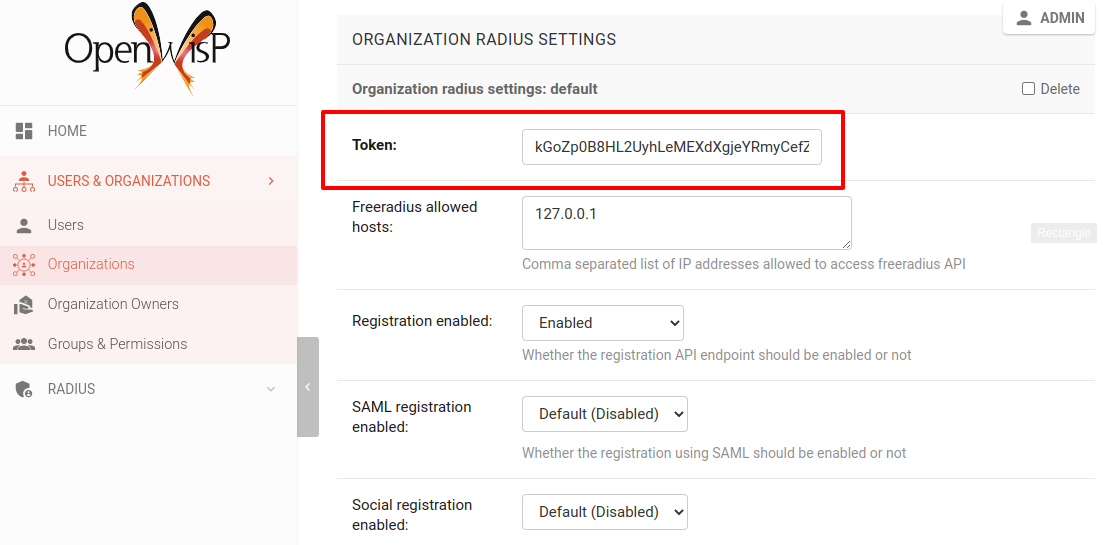 OpenWISP
ADMIN
ORGANIZATION RADIUS SETTINGS
Organization radius settings: default
Delete
HOME
USERS & ORGANIZATIONS
Users
Organizations
Organization Owners
Groups & Permissions
RADIUS
Token:
kGoZp0B8HL2UyhLeMEXdXgjeYRmyCefZ
Freeradius allowed
hosts:
127.0.0.1
Comma separated list of IP addresses allowed to access freeradius API
Rectangle
Registration enabled:
Enabled
Whether the registration API endpoint should be enabled or not
SAML registration
enabled:
Default (Disabled)
Whether the registration using SAML should be enabled or not
Social registration
enabled:
Default (Disabled)